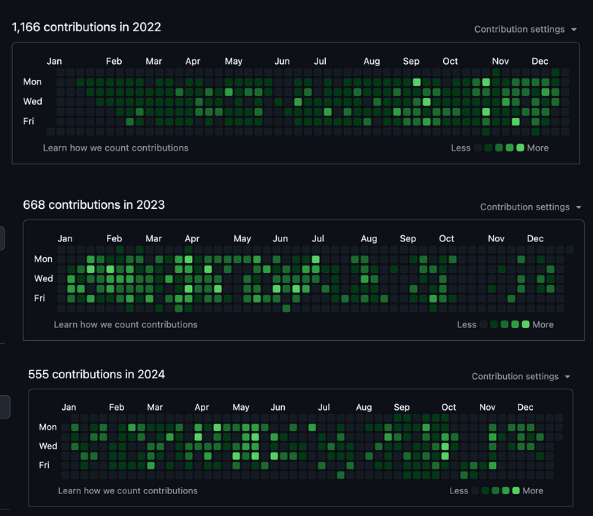 1,166 contributions in 2022
Contribution settings
Jan Feb Mar Apr May Jun Jul Aug Sep Oct Nov Dec
Mon
Wed
Fri
Learn how we count contributions Less More
668 contributions in 2023
Contribution settings
Jan Feb Mar Apr May Jun Jul Aug Sep Oct Nov Dec
Mon
Wed
Fri
Learn how we count contributions Less More
555 contributions in 2024
Contribution settings
Jan Feb Mar Apr May Jun Jul Aug Sep Oct Nov Dec
Mon
Wed
Fri
Learn how we count contributions Less More